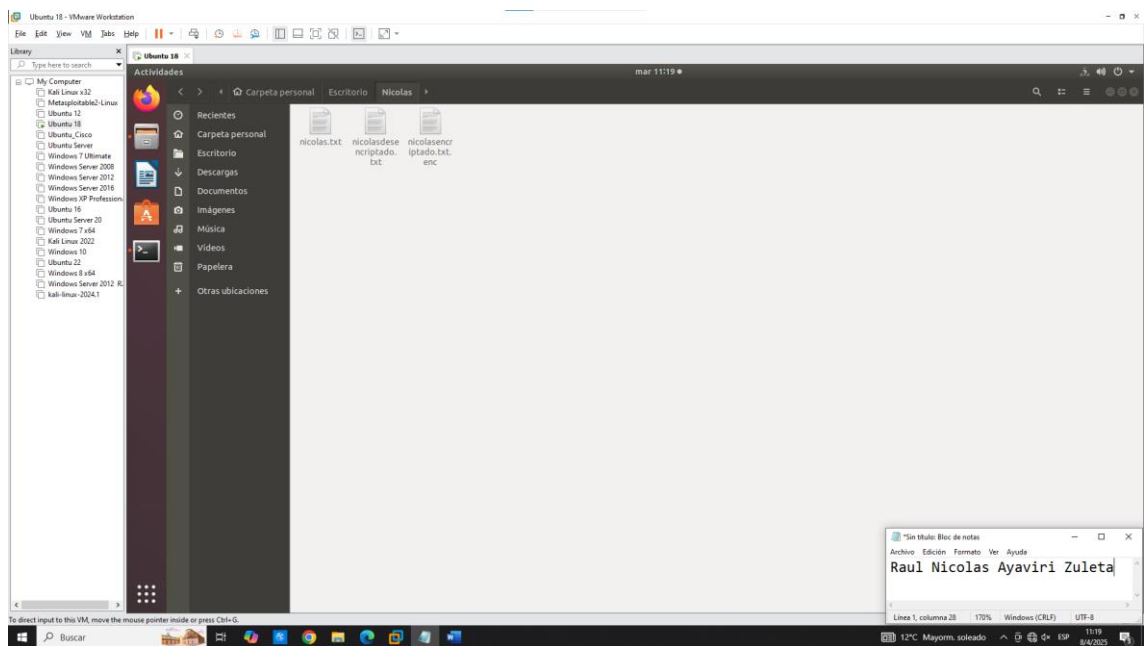 Ubuntu 18 - VMware Workstation
File Edit View VM Tabs Help
Library
Type here to search
My Computer
Kali Linux x32
Metasploitable2-Linux
Ubuntu 12
Ubuntu 18
Ubuntu_Cisco
Ubuntu Server
Windows 7 Ultimate
Windows Server 2008
Windows Server 2012
Windows Server 2016
Windows XP Profession
Ubuntu 16
Ubuntu Server 20
Windows 7 x64
Kali Linux 2022
Windows 10
Ubuntu 22
Windows 8 x64
Windows Server 2012 R
kali-linux-2024.1
Ubuntu 18
Actividades
mar 11:19
Carpeta personal Escritorio Nicolas
Recientes
Carpeta personal
Escritorio
Descargas
Documentos
Imágenes
Música
Vídeos
Papelera
Otras ubicaciones
nicolas.txt
nicolasdese
ncriptado.
txt
nicolasencr
iptado.txt.
enc
*Sin título: Bloc de notas
Archivo Edición Formato Ver Ayuda
Raul Nicolas Ayaviri Zuleta
Línea 1, columna 28 170% Windows (CRLF) UTF-8
To direct input to this VM, move the mouse pointer inside or press Ctrl+G.
Buscar
12°C Mayorm. soleado
ESP
11:19
8/4/2025